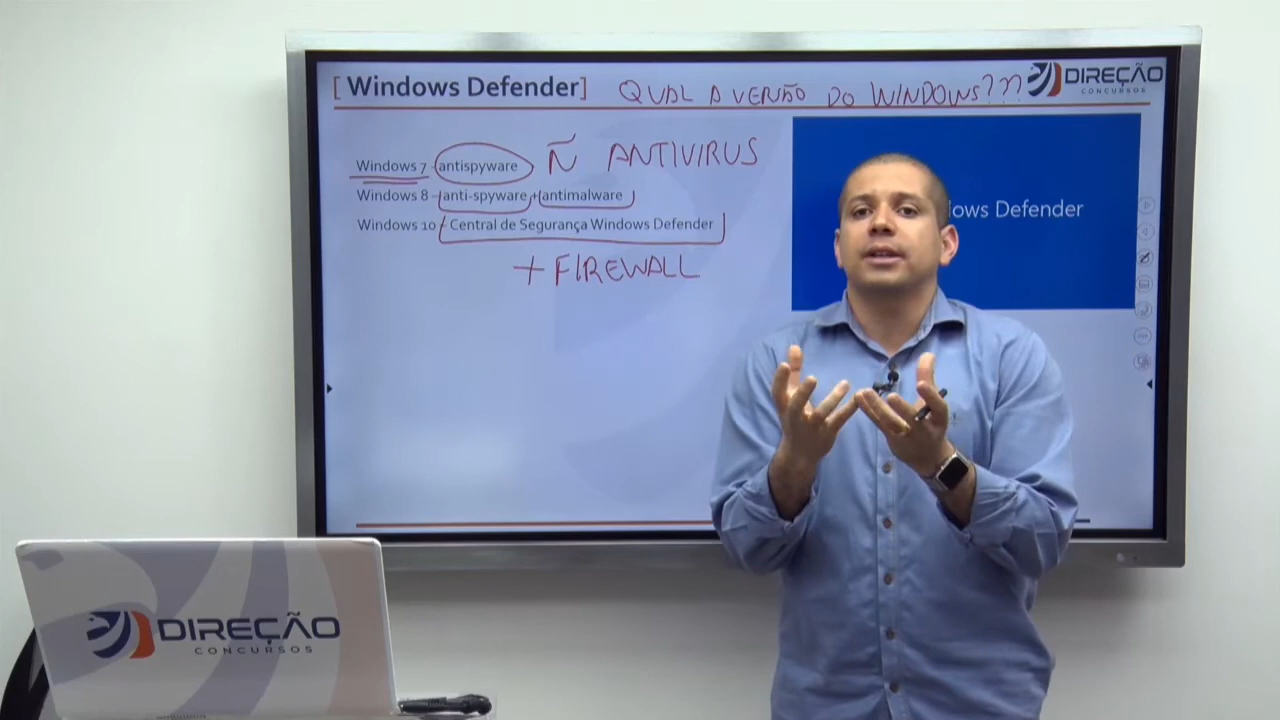 [Windows Defender] QUAL A VERSÃO DO WINDOWS???
DIREÇÃO
CONCURSOS
Windows 7 - antispyware Ñ ANTIVIRUS
Windows 8 - anti-spyware + antimalware
Windows 10 - Central de Segurança Windows Defender
+ FIREWALL
dows Defender
DIREÇÃO
CONCURSOS